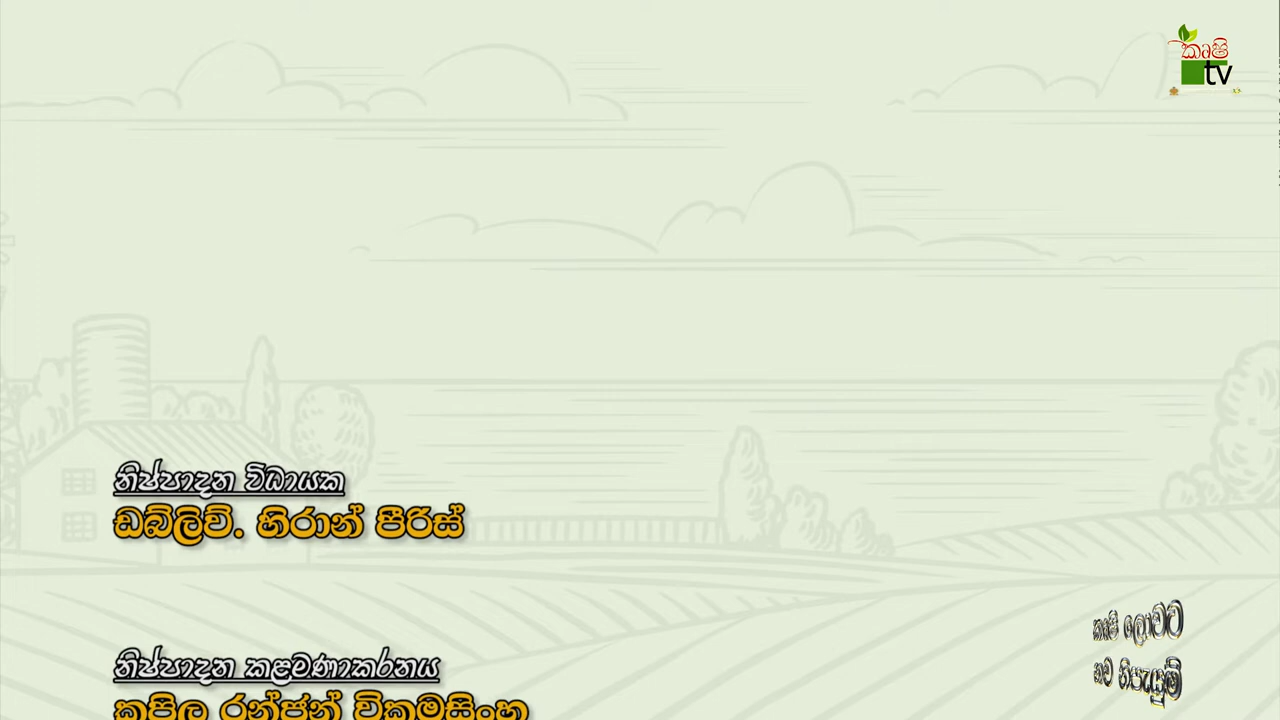 කෘෂි
tv
නිෂ්පාදන විධායක
ඩබ්ලිව්. හිරාන් පීරිස්
නිෂ්පාදන කළමණාකරනය
කපිල රන්ජන් වික්‍රමසිංහ
කෘෂි ලොවට
නව නිපැයුම්